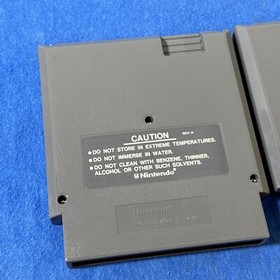 CAUTION
REV-A
• DO NOT STORE IN EXTREME TEMPERATURES.
• DO NOT IMMERSE IN WATER.
• DO NOT CLEAN WITH BENZENE, THINNER,
ALCOHOL OR OTHER SUCH SOLVENTS.
Nintendo
Nintendo